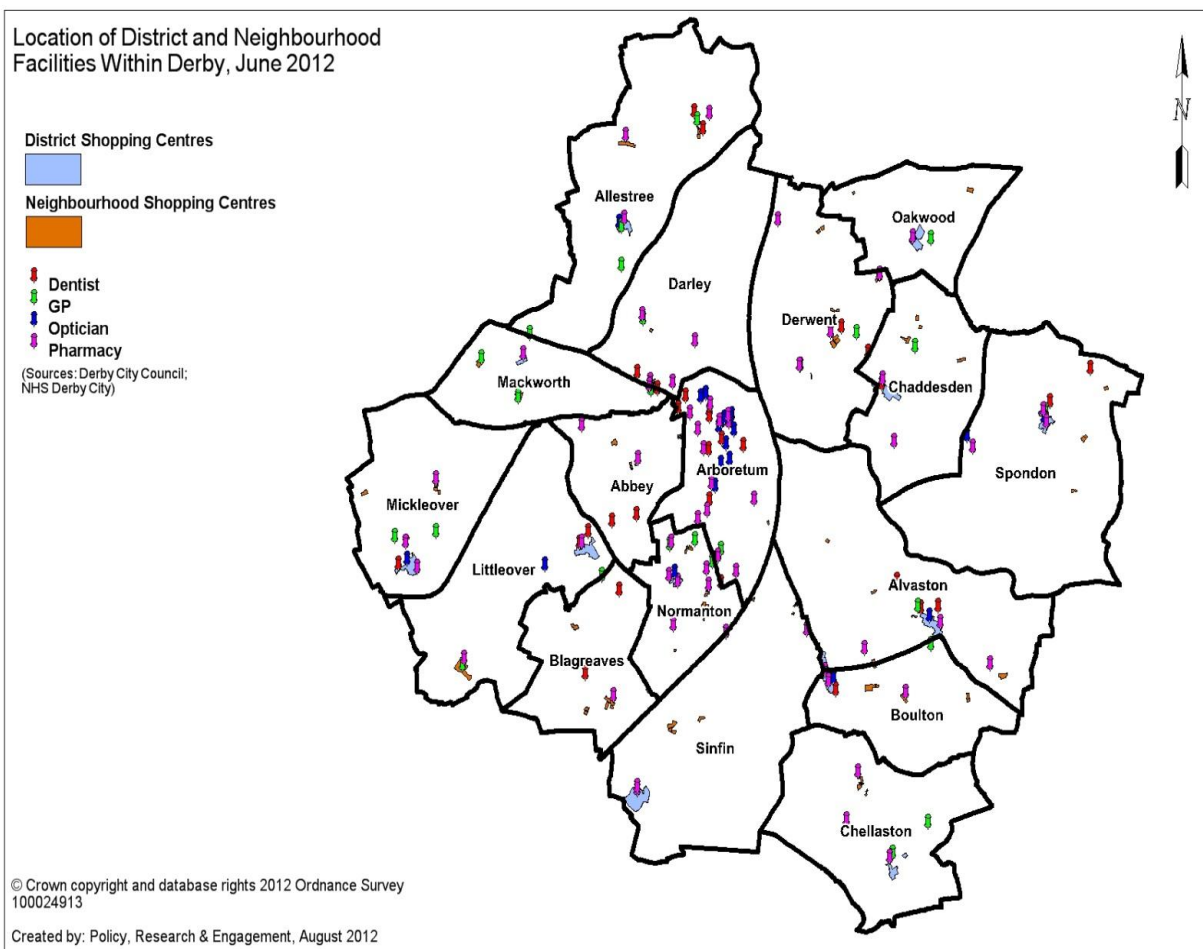 Location of District and Neighbourhood
Facilities Within Derby, June 2012
N
District Shopping Centres
Neighbourhood Shopping Centres
Dentist
GP
Optician
Pharmacy
(Sources: Derby City Council;
NHS Derby City)
Allestree
Oakwood
Darley
Derwent
Mackworth
Chaddesden
Arboretum
Spondon
Abbey
Mickleover
Littleover
Alvaston
Normanton
Blagreaves
Boulton
Sinfin
Chellaston
© Crown copyright and database rights 2012 Ordnance Survey
100024913
Created by: Policy, Research & Engagement, August 2012